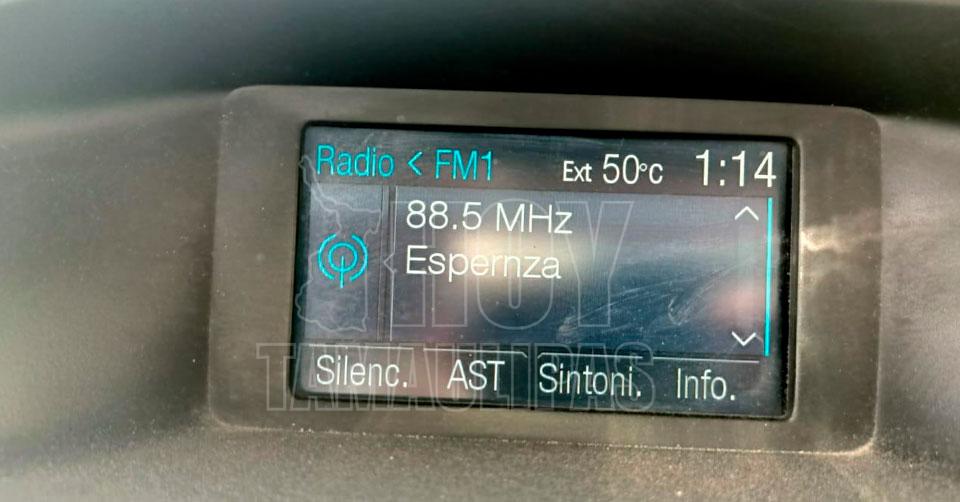 Radio < FM1 Ext 50°C 1:14
88.5 MHz
Espernza
Silenc. AST Sintoni. Info.
HOY
TAMAULIPAS